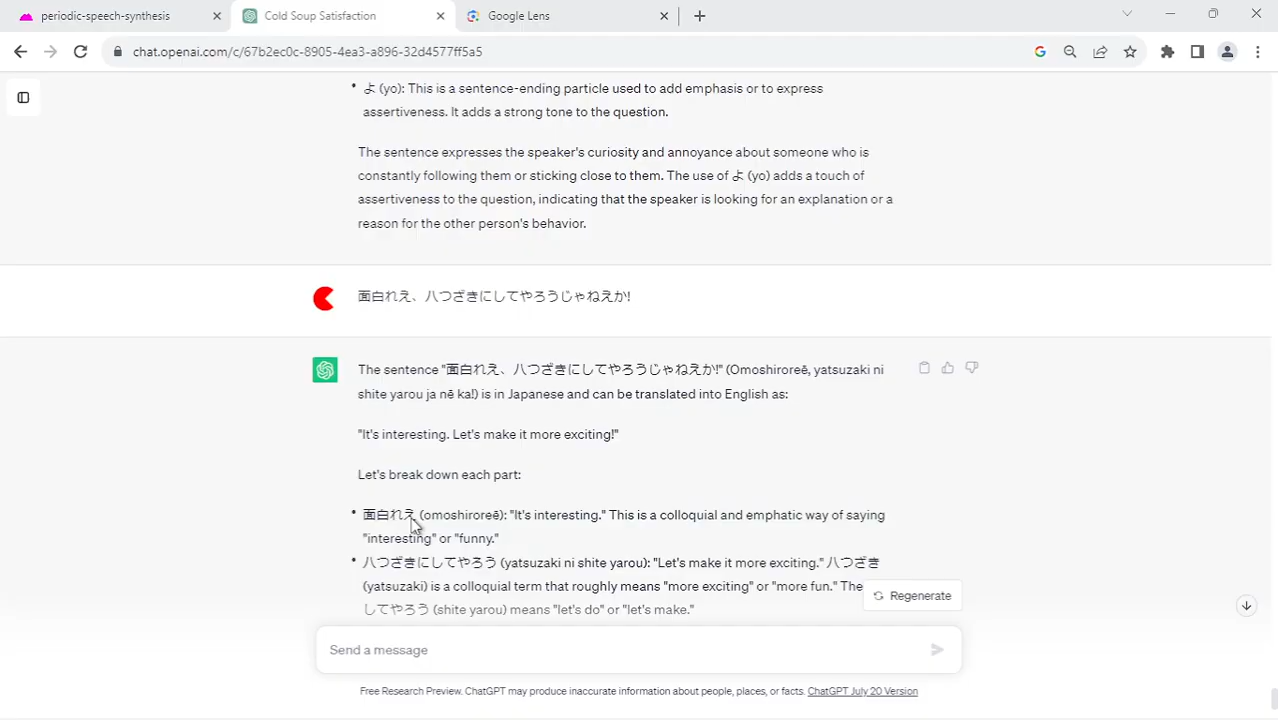 periodic-speech-synthesis
Cold Soup Satisfaction
Google Lens
chat.openai.com/c/67b2ec0c-8905-4ea3-a896-32d4577ff5a5
• よ (yo): This is a sentence-ending particle used to add emphasis or to express
assertiveness. It adds a strong tone to the question.
The sentence expresses the speaker's curiosity and annoyance about someone who is
constantly following them or sticking close to them. The use of よ (yo) adds a touch of
assertiveness to the question, indicating that the speaker is looking for an explanation or a
reason for the other person's behavior.
面白れえ、八つざきにしてやろうじゃねえか!
The sentence "面白れえ、八つざきにしてやろうじゃねえか!" (Omoshiroreē, yatsuzaki ni
shite yarou ja nē ka!) is in Japanese and can be translated into English as:
"It's interesting. Let's make it more exciting!"
Let's break down each part:
• 面白れえ (omoshiroreē): "It's interesting." This is a colloquial and emphatic way of saying
"interesting" or "funny."
• 八つざきにしてやろう (yatsuzaki ni shite yarou): "Let's make it more exciting." 八つざき
(yatsuzaki) is a colloquial term that roughly means "more exciting" or "more fun." The
してやろう (shite yarou) means "let's do" or "let's make."
Regenerate
Send a message
Free Research Preview. ChatGPT may produce inaccurate information about people, places, or facts. ChatGPT July 20 Version